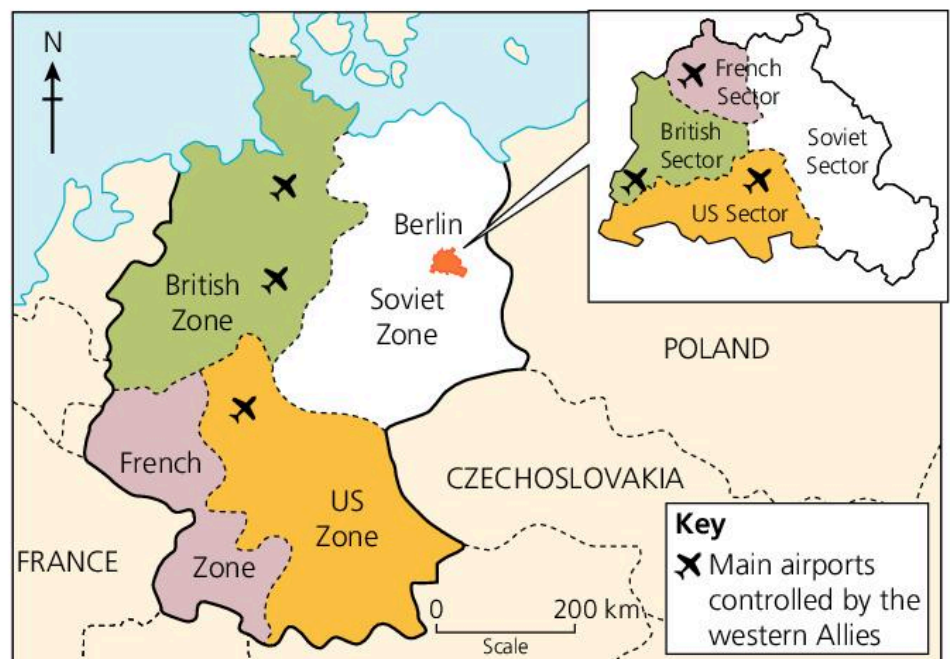 N
French
Sector
British
Sector
Soviet
Sector
US Sector
Berlin
British
Zone
Soviet
Zone
POLAND
French
CZECHOSLOVAKIA
US
Zone
FRANCE
Zone
0 200 km
Scale
Key
Main airports
controlled by the
western Allies